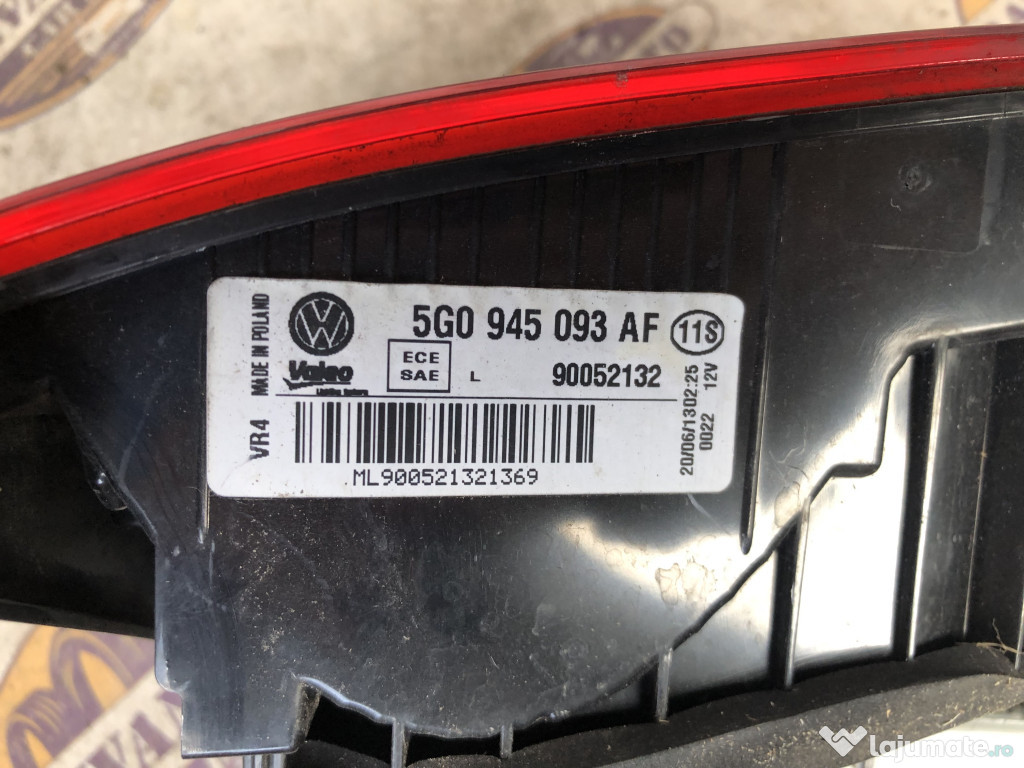 5G0 945 093 AF 11S
Valeo
ECE
SAE L 90052132
ML900521321369
MADE IN POLAND
VR4
20/06/13 02:25 12V
0022
lajumate.ro